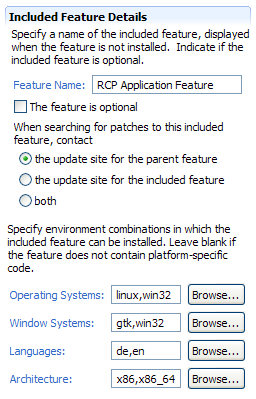 Included Feature Details
Specify a name of the included feature, displayed
when the feature is not installed.  Indicate if the
included feature is optional.
Feature Name: RCP Application Feature
The feature is optional
When searching for patches to this included
feature, contact
the update site for the parent feature
the update site for the included feature
both
Specify environment combinations in which the
included feature can be installed. Leave blank if
the feature does not contain platform-specific
code.
Operating Systems: linux,win32 Browse...
Window Systems: gtk,win32 Browse...
Languages: de,en Browse...
Architecture: x86,x86_64 Browse...